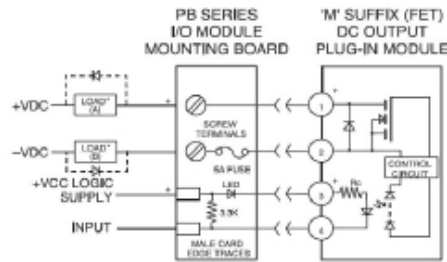 PB SERIES
I/O MODULE
MOUNTING BOARD
'M' SUFFIX (FET)
DC OUTPUT
PLUG-IN MODULE
+VDC
LOAD*
(A)
+
+
1
SCREW
TERMINALS
–VDC
LOAD*
(B)
5A FUSE
2
CONTROL
CIRCUIT
+VCC LOGIC
SUPPLY
+
LED
+
3
Rc
3.3K
INPUT
4
MALE CARD
EDGE TRACES